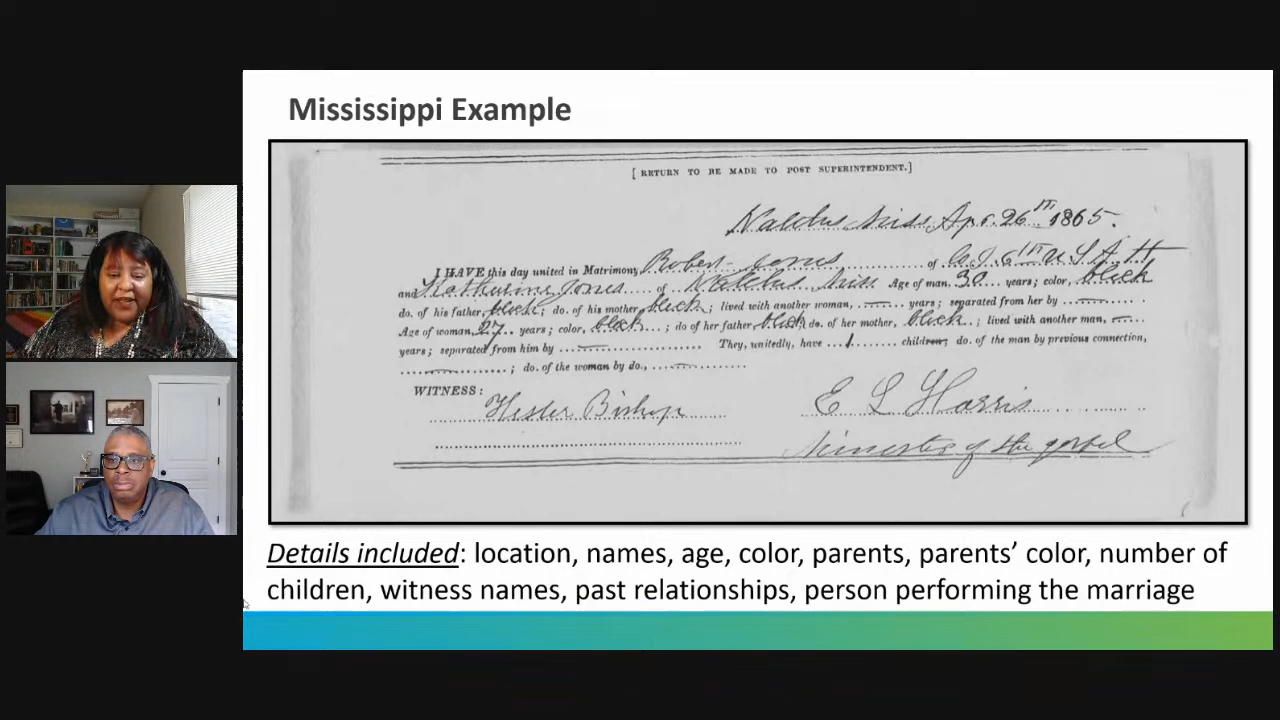 Mississippi Example
[ RETURN TO BE MADE TO POST SUPERINTENDENT.]
Miss. Apr. 26th 1865.
I HAVE this day united in Matrimony, Robert Jones of Co. 6th U S A H
and Katharine Jones of Miss Age of man, 30 years; color, black
do. of his father, black; do. of his mother, black; lived with another woman, years; separated from her by
Age of woman, 27 years; color, black; do. of her father, black; do. of her mother, black; lived with another man,
years; separated from him by They, unitedly, have 1 children; do. of the man by previous connection,
; do. of the woman by do.,
WITNESS:
Hester Bishop E L Harris
Minester of the gospel
Details included: location, names, age, color, parents, parents’ color, number of
children, witness names, past relationships, person performing the marriage